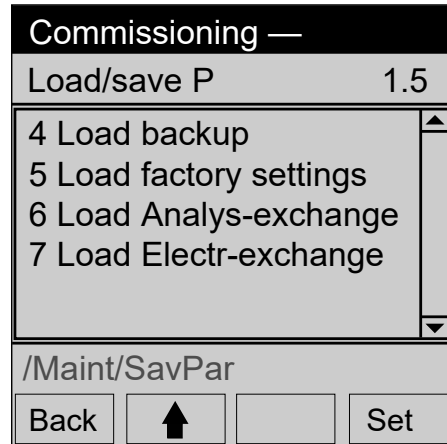 Commissioning —
Load/save P 1.5
4 Load backup
5 Load factory settings
6 Load Analys-exchange
7 Load Electr-exchange
/Maint/SavPar
Back Set